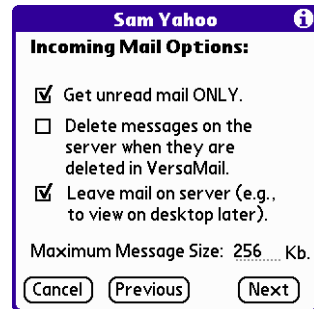 Sam Yahoo
Incoming Mail Options:
Get unread mail ONLY.
Delete messages on the
server when they are
deleted in VersaMail.
Leave mail on server (e.g.,
to view on desktop later).
Maximum Message Size: 256 Kb.
Cancel Previous Next